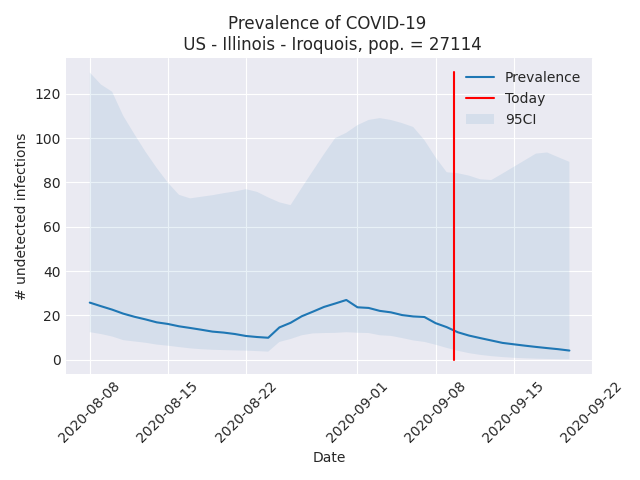 Prevalence of COVID-19
US - Illinois - Iroquois, pop. = 27114
Prevalence
Today
95CI
120
100
80
60
40
20
0
# undetected infections
2020-08-08
2020-08-15
2020-08-22
2020-09-01
2020-09-08
2020-09-15
2020-09-22
Date